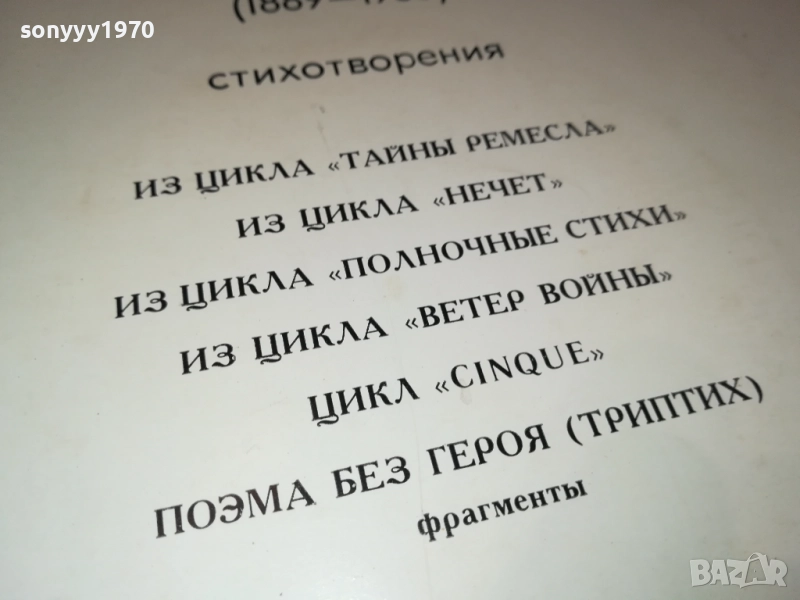 sonyyy1970
СТИХОТВОРЕНИЯ
ИЗ ЦИКЛА «ТАЙНЫ РЕМЕСЛА»
ИЗ ЦИКЛА «НЕЧЕТ»
ИЗ ЦИКЛА «ПОЛНОЧНЫЕ СТИХИ»
ИЗ ЦИКЛА «ВЕТЕР ВОЙНЫ»
ЦИКЛ «CINQUE»
ПОЭМА БЕЗ ГЕРОЯ (ТРИПТИХ)
фрагменты
BAZAR